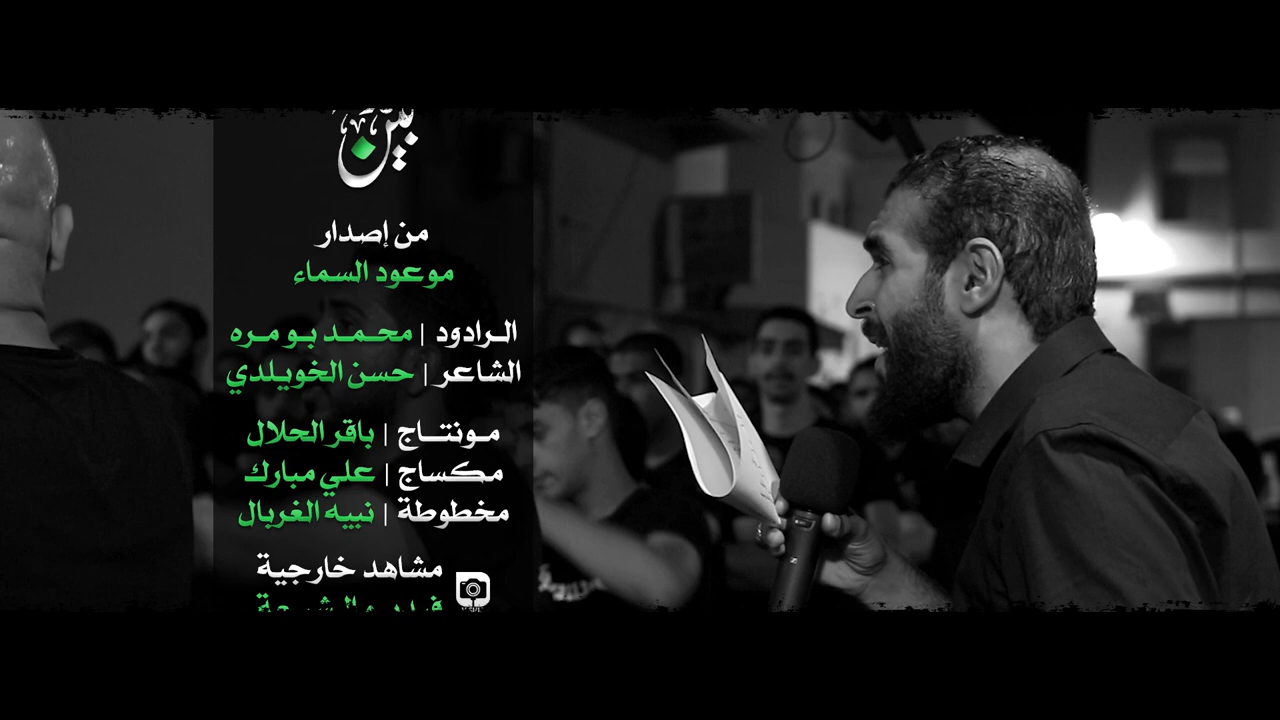 بين
من إصدار
موعود السماء
الرادود | محمد بو مره
الشاعر | حسن الخويلدي
مونتاج | باقر الحلال
مكساج | علي مبارك
مخطوطة | نبيه الغربال
مشاهد خارجية